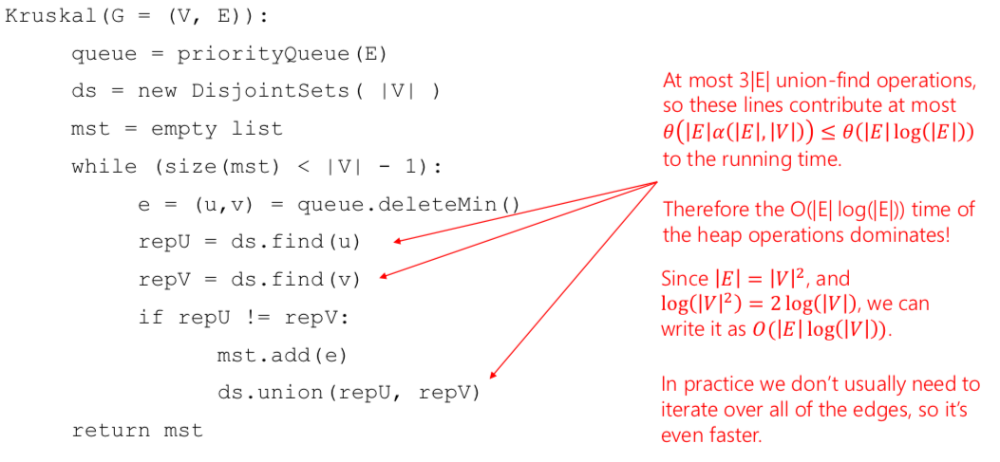 Kruskal(G = (V, E)):
queue = priorityQueue(E)
ds = new DisjointSets( |V| )
mst = empty list
while (size(mst) < |V| - 1):
e = (u,v) = queue.deleteMin()
repU = ds.find(u)
repV = ds.find(v)
if repU != repV:
mst.add(e)
ds.union(repU, repV)
return mst
At most 3|E| union-find operations,
so these lines contribute at most
θ(|E|α(|E|,|V|)) ≤ θ(|E|log(|E|))
to the running time.
Therefore the O(|E| log(|E|)) time of
the heap operations dominates!
Since |E| = |V|², and
log(|V|²) = 2 log(|V|), we can
write it as O(|E|log(|V|)).
In practice we don't usually need to
iterate over all of the edges, so it's
even faster.